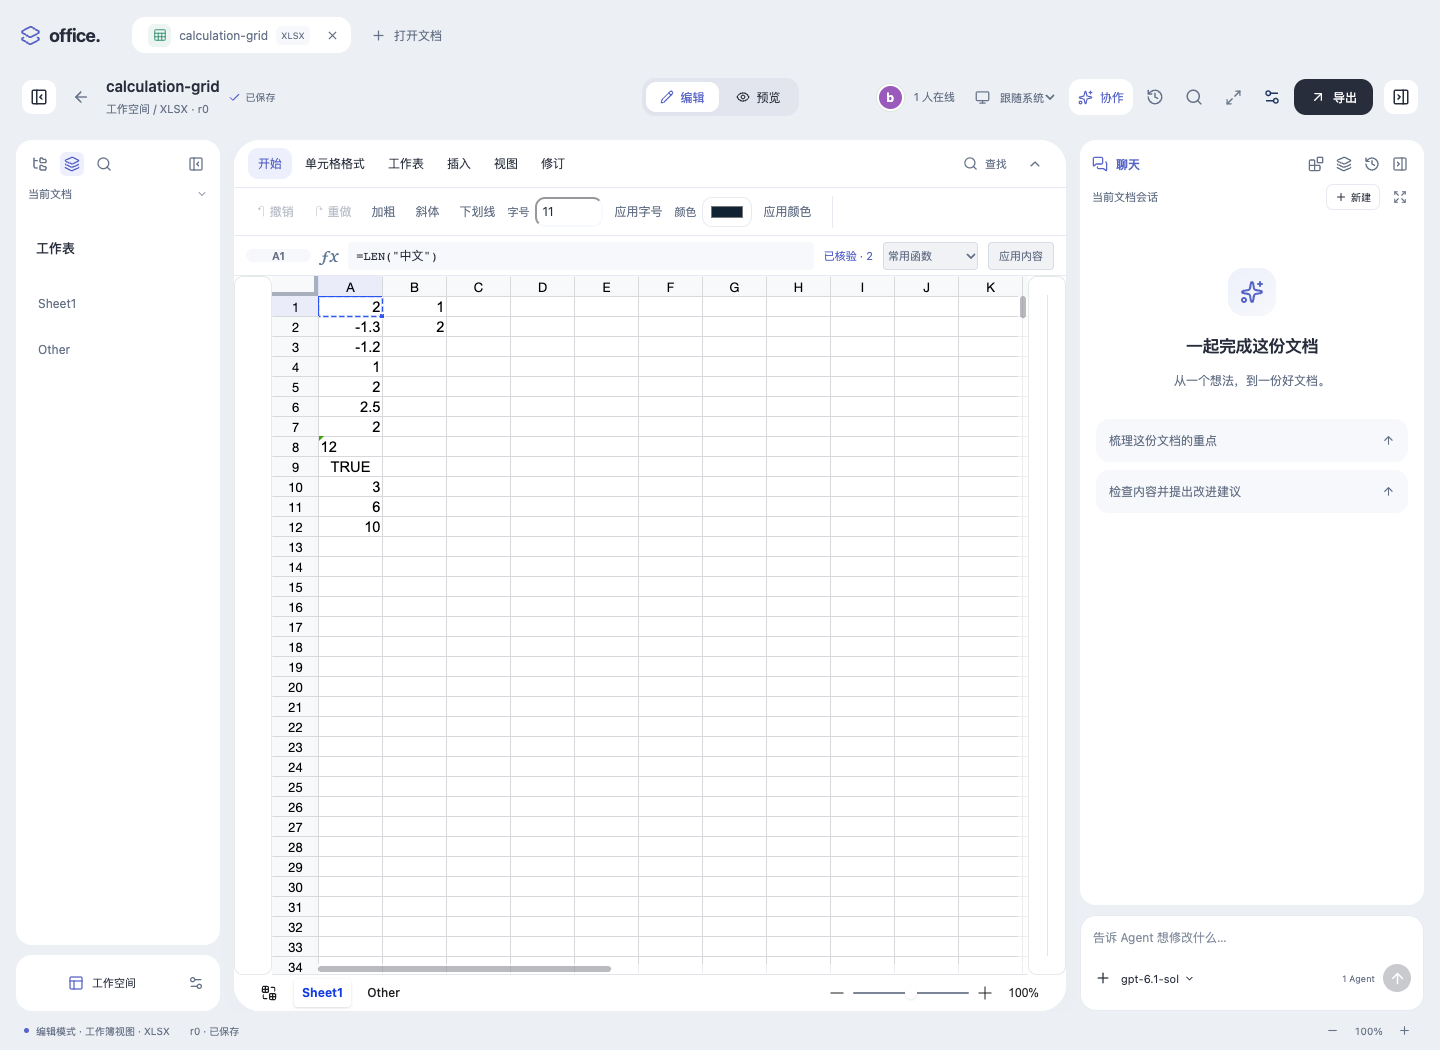 office.
calculation-grid XLSX
打开文档
calculation-grid
工作空间 / XLSX · r0
已保存
编辑
预览
b
1 人在线
跟随系统
协作
导出
当前文档
工作表
Sheet1
Other
工作空间
开始 单元格格式 工作表 插入 视图 修订
查找
撤销 重做 加粗 斜体 下划线 字号 11 应用字号 颜色 应用颜色
A1 fx =LEN("中文") 已核验 · 2 常用函数 应用内容
A B C D E F G H I J K
1 2 1
2 -1.3 2
3 -1.2
4 1
5 2
6 2.5
7 2
8 12
9 TRUE
10 3
11 6
12 10
13
14
15
16
17
18
19
20
21
22
23
24
25
26
27
28
29
30
31
32
33
34
Sheet1 Other
100%
聊天
当前文档会话
新建
一起完成这份文档
从一个想法，到一份好文档。
梳理这份文档的重点
检查内容并提出改进建议
告诉 Agent 想修改什么...
gpt-6.1-sol
1 Agent
编辑模式 · 工作簿视图 · XLSX r0 · 已保存
100%